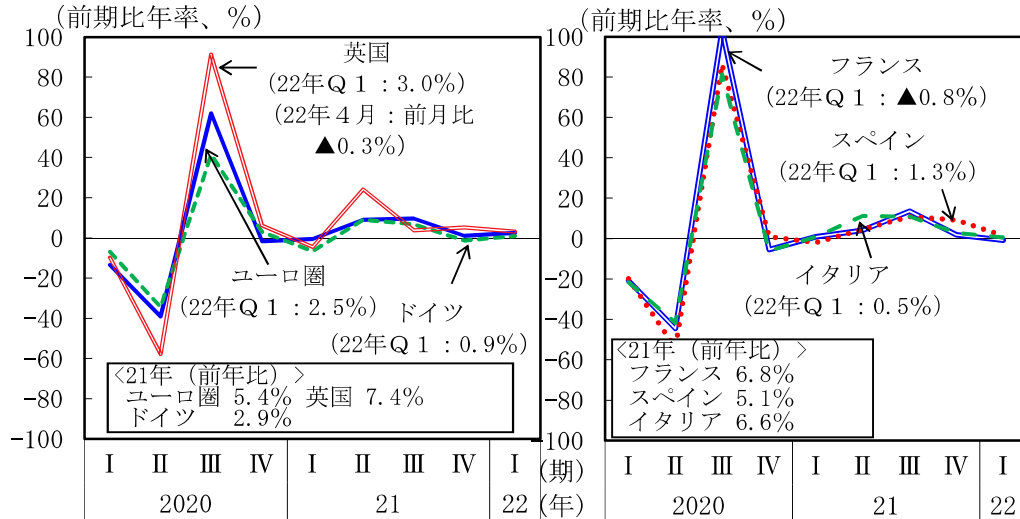 (前期比年率、%)
100
80
60
40
20
0
−20
−40
−60
−80
−100
英国
(22年Q1:3.0%)
(22年4月:前月比
▲0.3%)
ユーロ圏
(22年Q1:2.5%)
ドイツ
(22年Q1:0.9%)
<21年(前年比)>
ユーロ圏 5.4% 英国 7.4%
ドイツ 2.9%
Ⅰ Ⅱ Ⅲ Ⅳ Ⅰ Ⅱ Ⅲ Ⅳ Ⅰ (期)
2020 21 22 (年)
(前期比年率、%)
100
80
60
40
20
0
−20
−40
−60
−80
−100
フランス
(22年Q1:▲0.8%)
スペイン
(22年Q1:1.3%)
イタリア
(22年Q1:0.5%)
<21年(前年比)>
フランス 6.8%
スペイン 5.1%
イタリア 6.6%
Ⅰ Ⅱ Ⅲ Ⅳ Ⅰ Ⅱ Ⅲ Ⅳ Ⅰ
2020 21 22